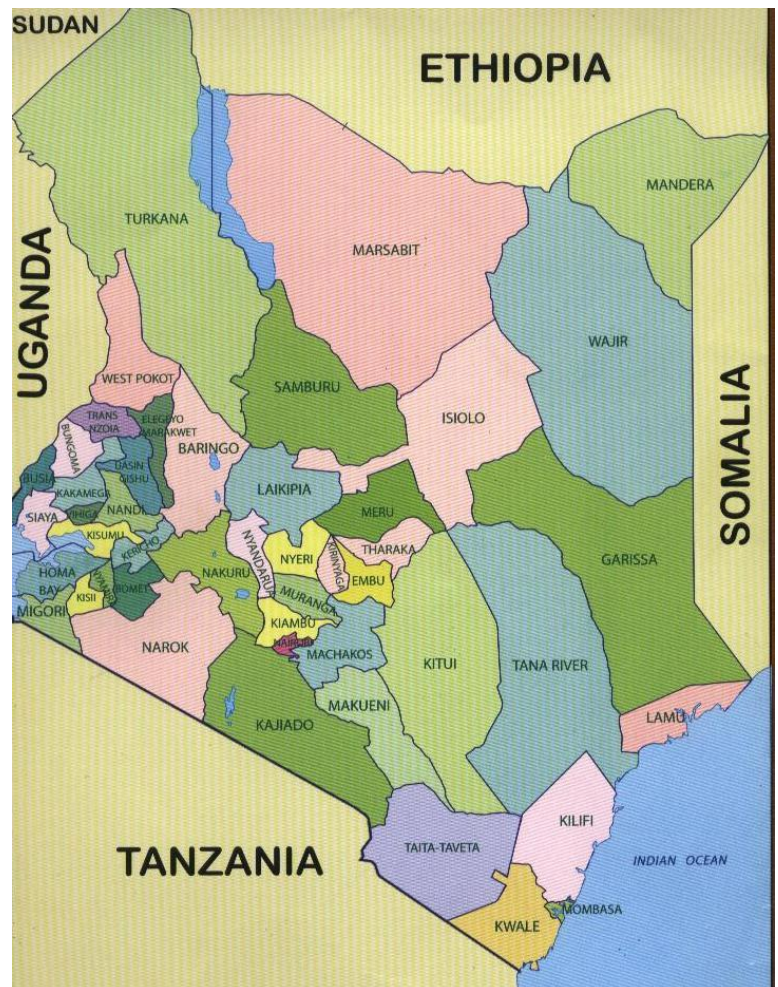 SUDAN
ETHIOPIA
MANDERA
TURKANA
MARSABIT
UGANDA
WAJIR
WEST POKOT
SAMBURU
SOMALIA
TRANS
NZOIA
ELEGEYO
MARAKWET
ISIOLO
BUNGOMA
BARINGO
UASIN
GISHU
BUSIA
KAKAMEGA
LAIKIPIA
NANDI
MERU
SIAYA
VIHIGA
KISUMU
KERICHO
THARAKA
NYANDARUA
NYERI
KIRINYAGA
GARISSA
HOMA
BAY
NAKURU
EMBU
NYAMIRA
BOMET
KISII
MURANGA
MIGORI
KIAMBU
NAIROBI
NAROK
MACHAKOS
KITUI
TANA RIVER
MAKUENI
LAMU
KAJIADO
KILIFI
TAITA-TAVETA
TANZANIA
INDIAN OCEAN
MOMBASA
KWALE